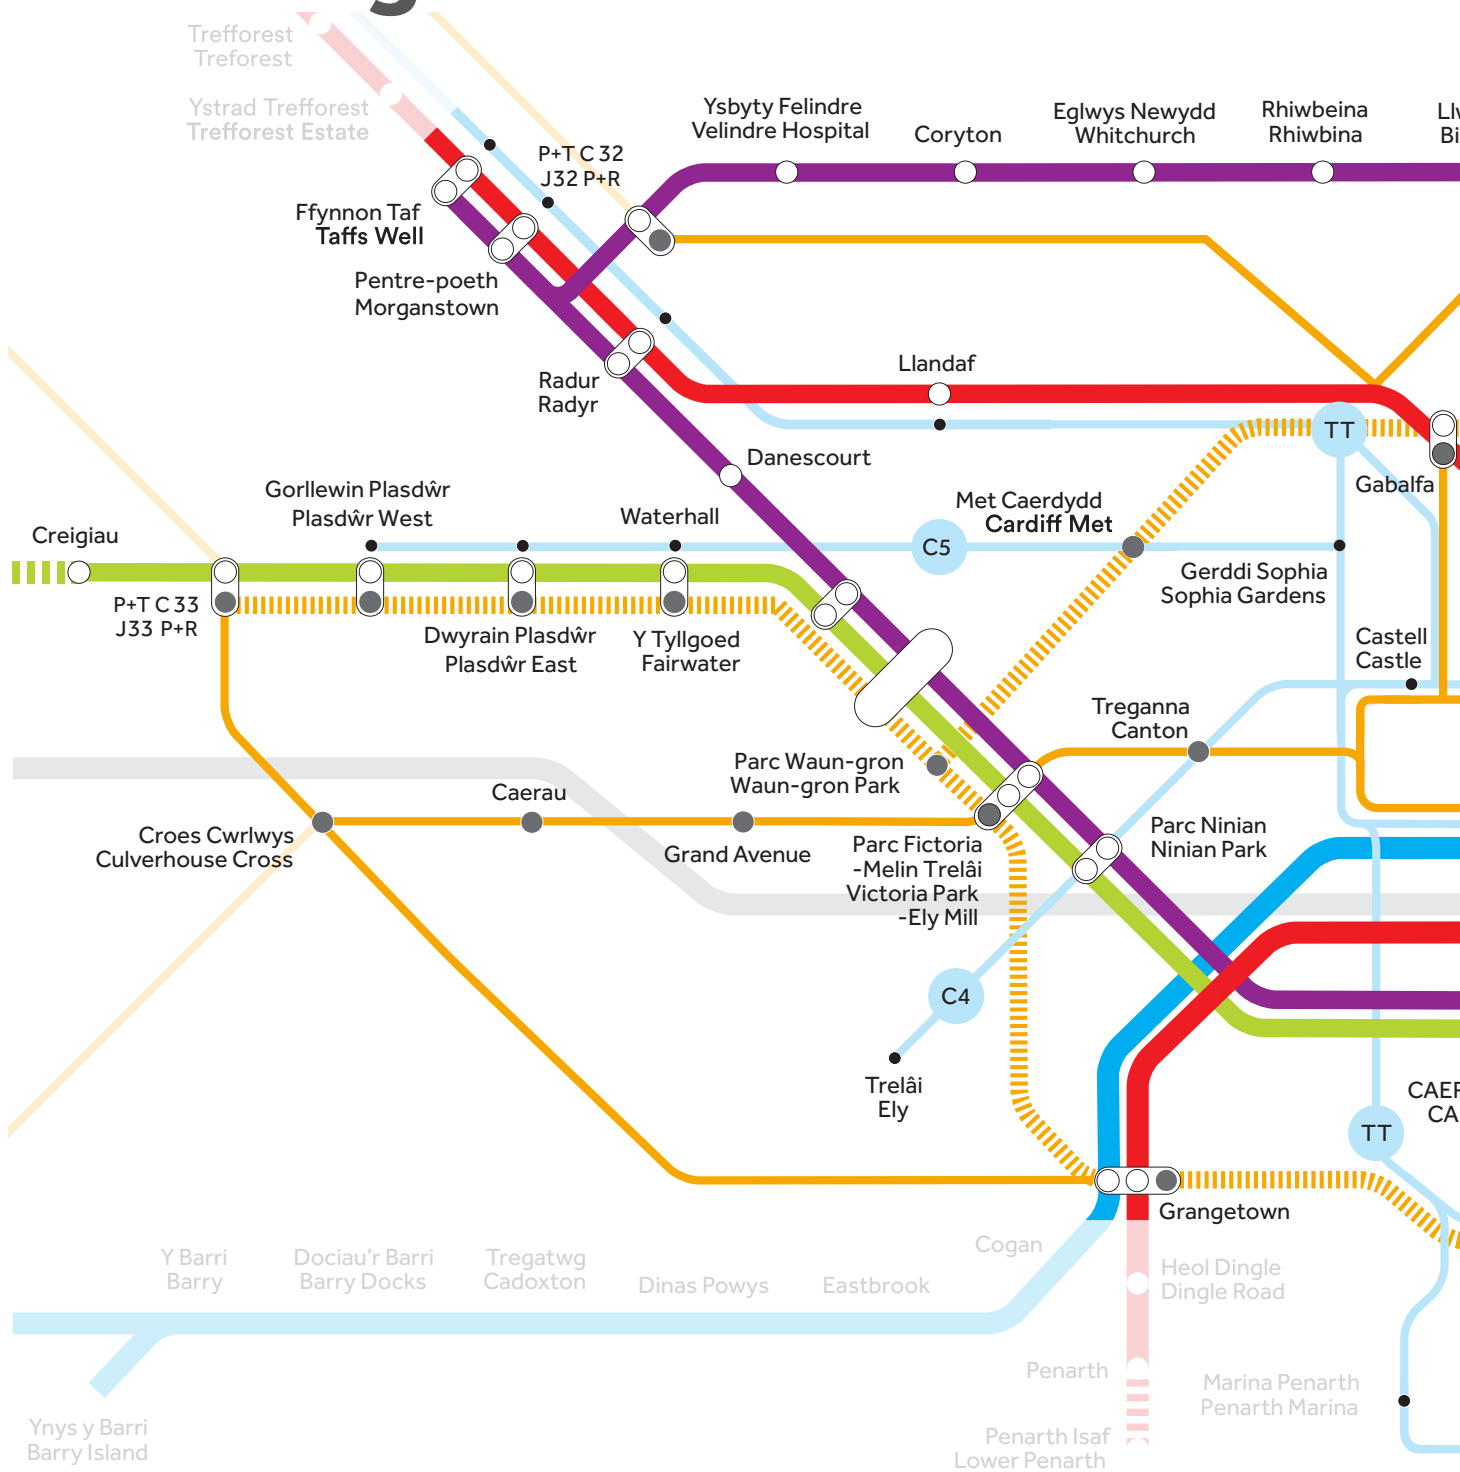 Trefforest
Treforest
Ystrad Trefforest
Trefforest Estate
P+T C 32
J32 P+R
Ysbyty Felindre
Velindre Hospital
Coryton
Eglwys Newydd
Whitchurch
Rhiwbeina
Rhiwbina
Ffynnon Taf
Taffs Well
Pentre-poeth
Morganstown
Radur
Radyr
Llandaf
TT
Danescourt
Gabalfa
Gorllewin Plasdŵr
Plasdŵr West
Waterhall
Met Caerdydd
Cardiff Met
Creigiau
C5
Gerddi Sophia
Sophia Gardens
P+T C 33
J33 P+R
Dwyrain Plasdŵr
Plasdŵr East
Y Tyllgoed
Fairwater
Castell
Castle
Treganna
Canton
Parc Waun-gron
Waun-gron Park
Caerau
Croes Cwrlwys
Culverhouse Cross
Grand Avenue
Parc Fictoria
-Melin Trelâi
Victoria Park
-Ely Mill
Parc Ninian
Ninian Park
C4
Trelâi
Ely
TT
Grangetown
Cogan
Y Barri
Barry
Dociau'r Barri
Barry Docks
Tregatwg
Cadoxton
Dinas Powys
Eastbrook
Heol Dingle
Dingle Road
Penarth
Marina Penarth
Penarth Marina
Penarth Isaf
Lower Penarth
Ynys y Barri
Barry Island